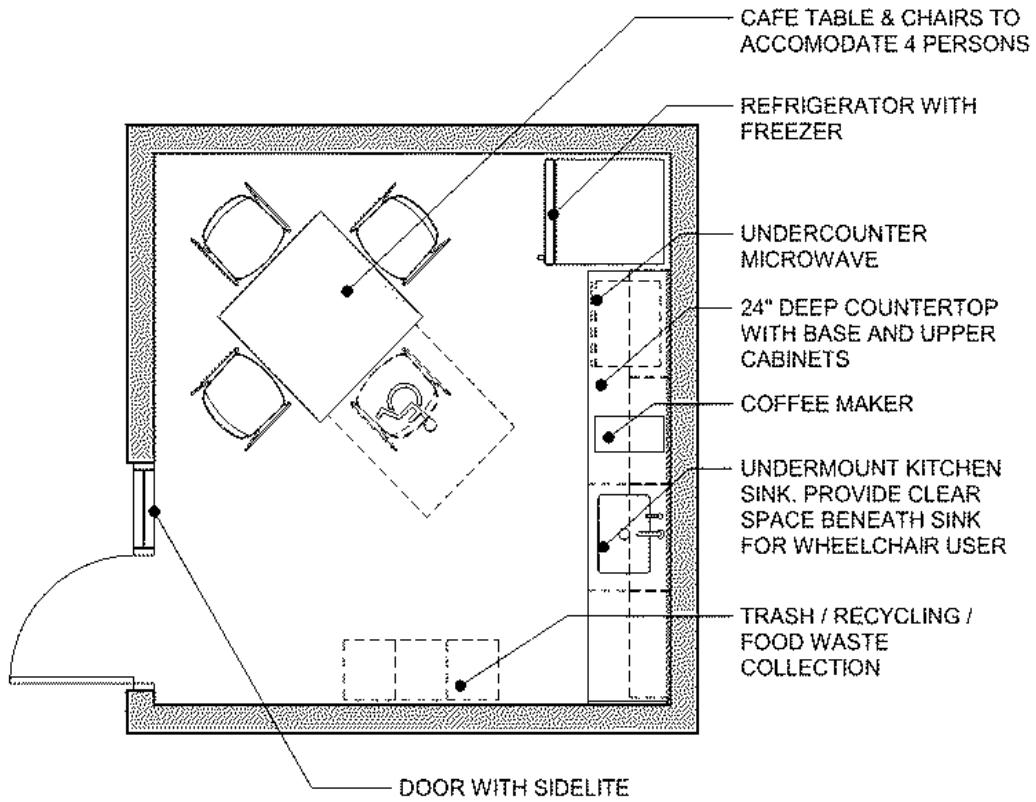 CAFE TABLE & CHAIRS TO
ACCOMODATE 4 PERSONS
REFRIGERATOR WITH
FREEZER
UNDERCOUNTER
MICROWAVE
24" DEEP COUNTERTOP
WITH BASE AND UPPER
CABINETS
COFFEE MAKER
UNDERMOUNT KITCHEN
SINK. PROVIDE CLEAR
SPACE BENEATH SINK
FOR WHEELCHAIR USER
TRASH / RECYCLING /
FOOD WASTE
COLLECTION
DOOR WITH SIDELITE